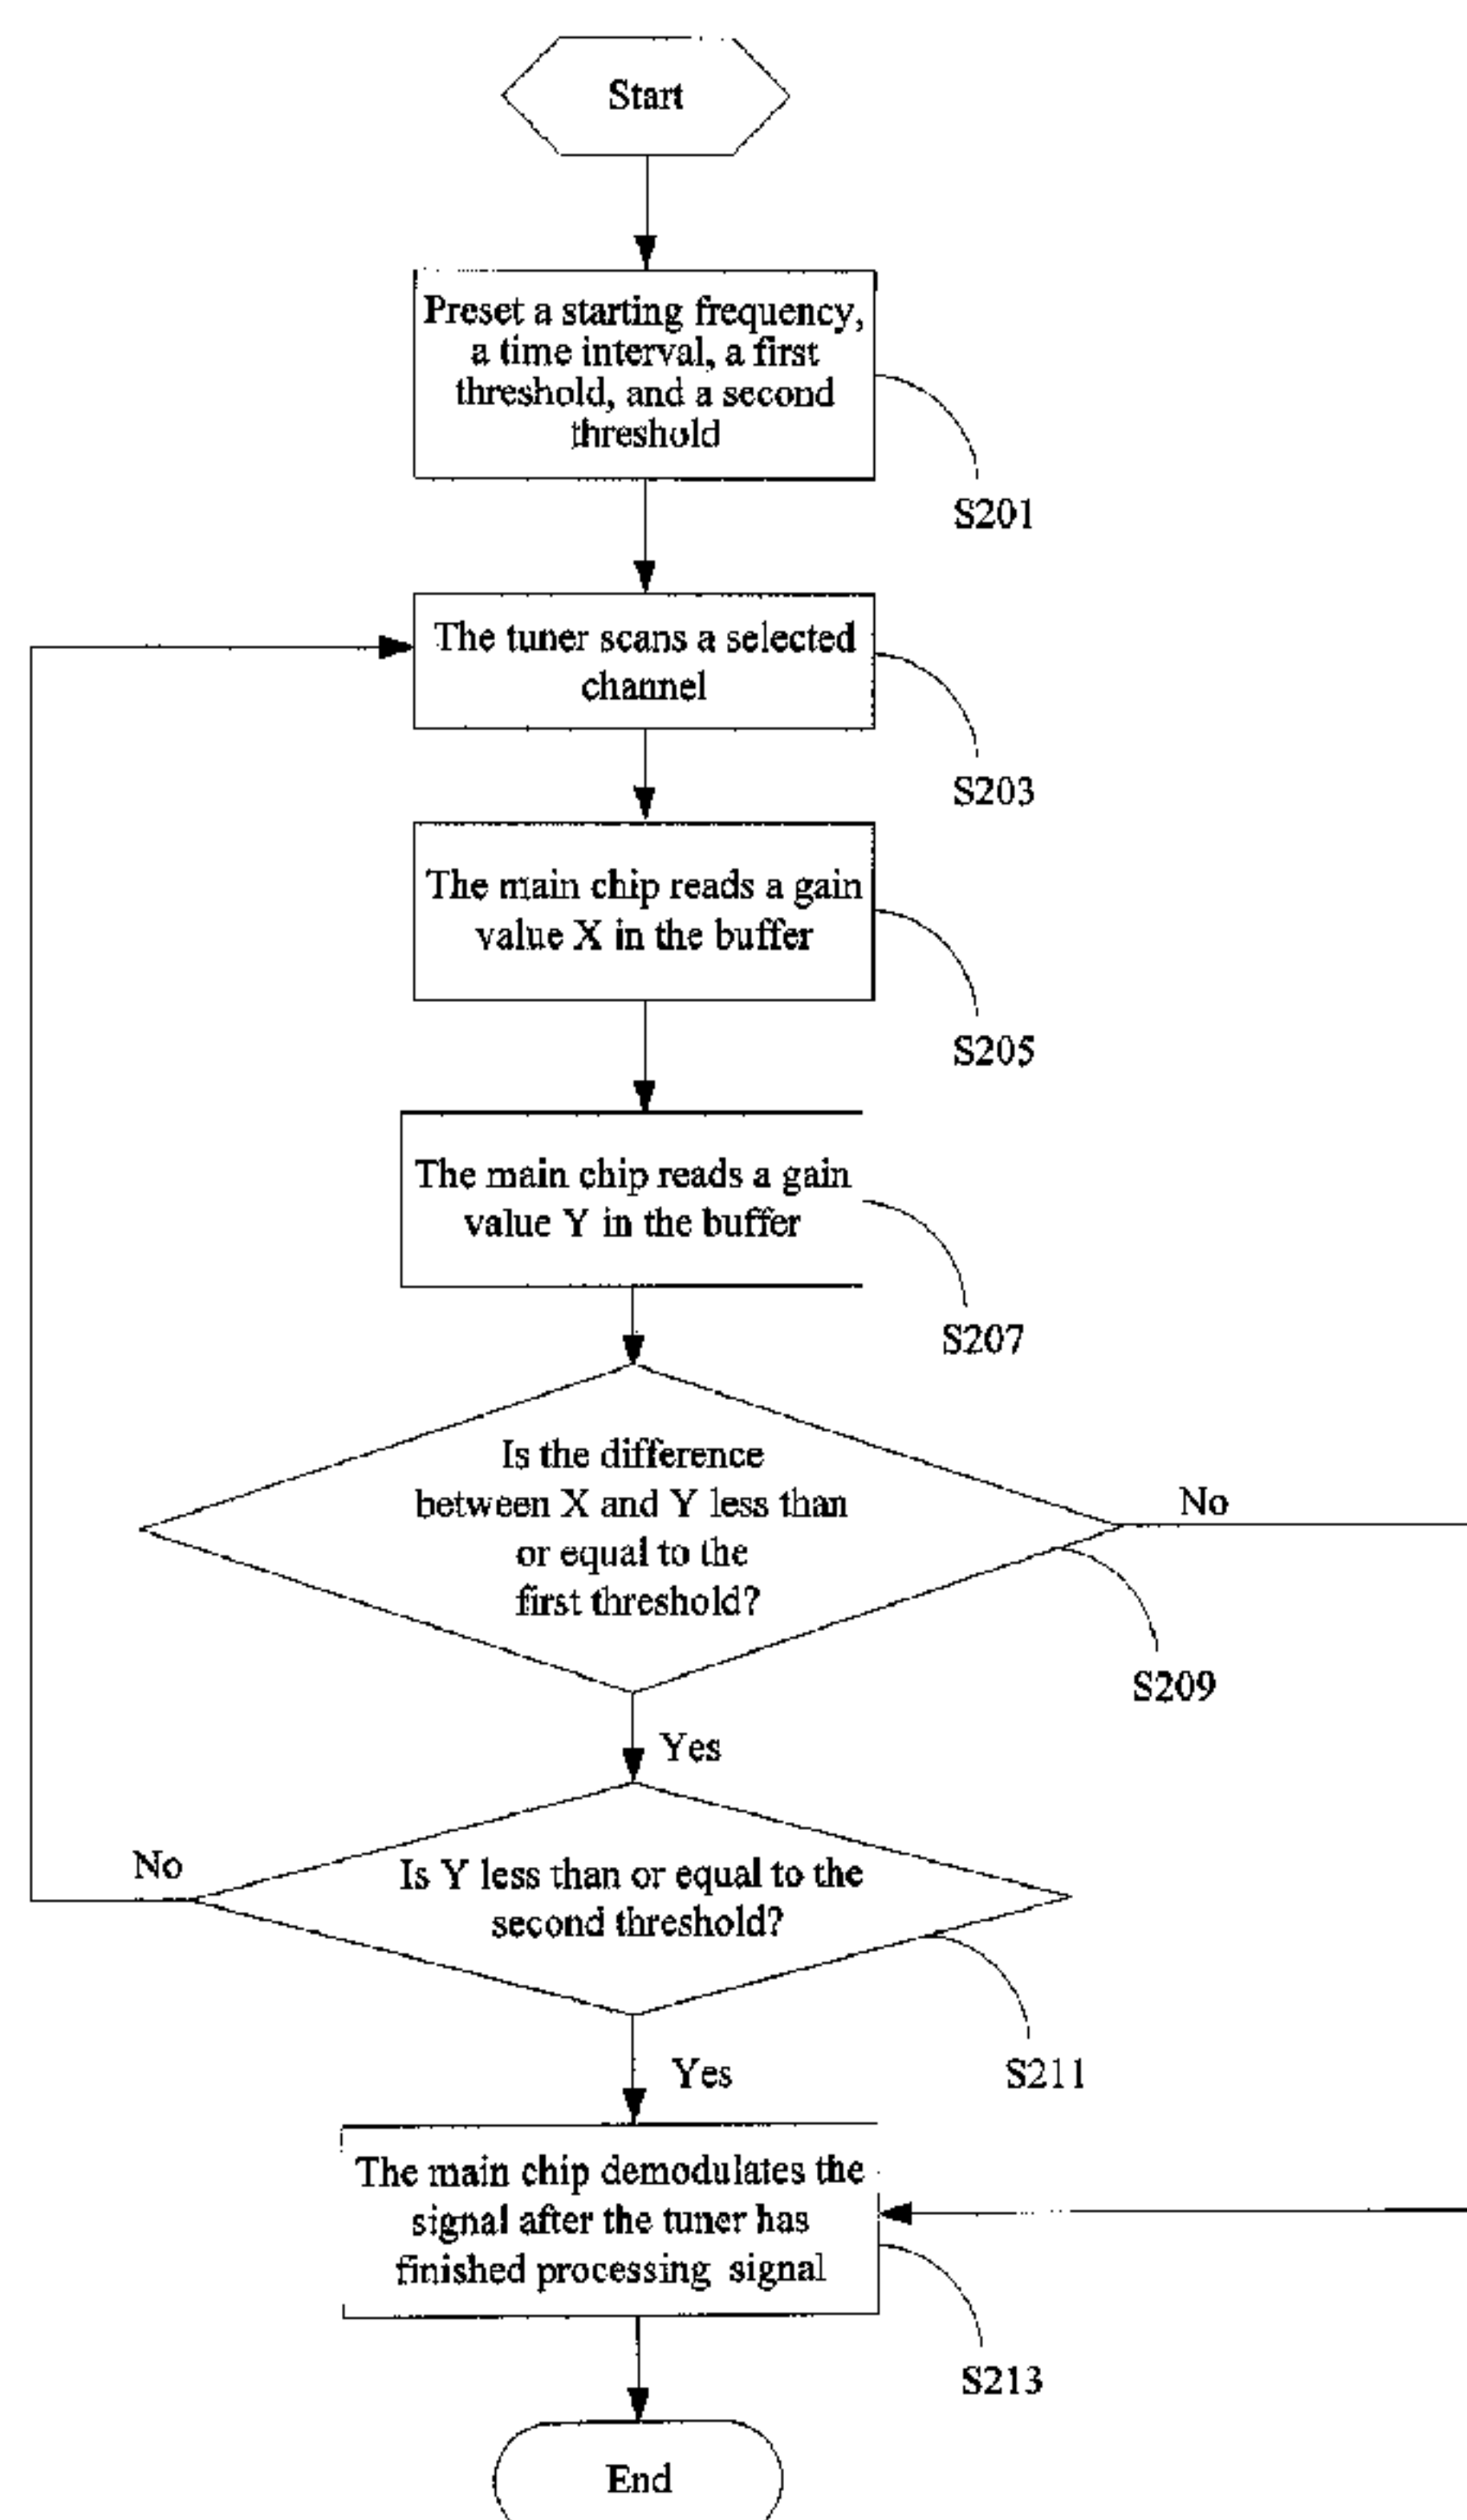 Start
Preset a starting frequency,
a time interval, a first
threshold, and a second
threshold
S201
The tuner scans a selected
channel
S203
The main chip reads a gain
value X in the buffer
S205
The main chip reads a gain
value Y in the buffer
S207
Is the difference
between X and Y less than
or equal to the
first threshold?
No
S209
Yes
No
Is Y less than or equal to the
second threshold?
S211
Yes
The main chip demodulates the
signal after the tuner has
finished processing signal
S213
End